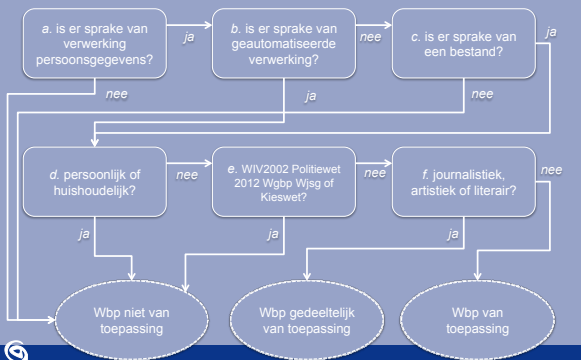 a. is er sprake van
verwerking
persoonsgegevens?
ja
b. is er sprake van
geautomatiseerde
verwerking?
nee
c. is er sprake van
een bestand?
ja
nee
ja
nee
d. persoonlijk of
huishoudelijk?
nee
e. WIV2002 Politiewet
2012 Wgbp Wjsg of
Kieswet?
nee
f. journalistiek,
artistiek of literair?
nee
ja
ja
ja
Wbp niet van
toepassing
Wbp gedeeltelijk
van toepassing
Wbp van
toepassing